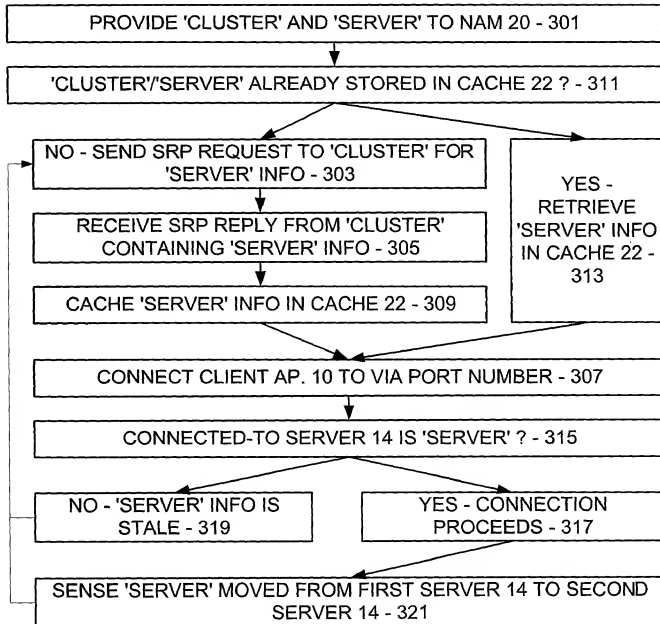 PROVIDE 'CLUSTER' AND 'SERVER' TO NAM 20 - 301
'CLUSTER'/'SERVER' ALREADY STORED IN CACHE 22 ? - 311
NO - SEND SRP REQUEST TO 'CLUSTER' FOR
'SERVER' INFO - 303
RECEIVE SRP REPLY FROM 'CLUSTER'
CONTAINING 'SERVER' INFO - 305
CACHE 'SERVER' INFO IN CACHE 22 - 309
YES -
RETRIEVE
'SERVER' INFO
IN CACHE 22 -
313
CONNECT CLIENT AP. 10 TO VIA PORT NUMBER - 307
CONNECTED-TO SERVER 14 IS 'SERVER' ? - 315
NO - 'SERVER' INFO IS
STALE - 319
YES - CONNECTION
PROCEEDS - 317
SENSE 'SERVER' MOVED FROM FIRST SERVER 14 TO SECOND
SERVER 14 - 321